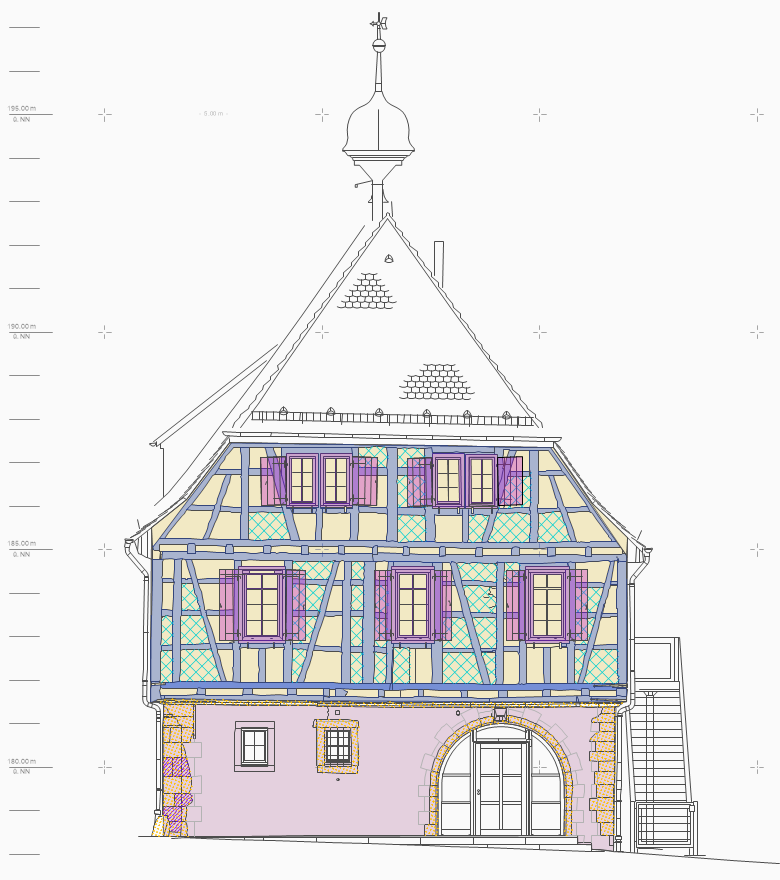 195.00 m
ü. NN
- 5,00 m -
190.00 m
ü. NN
185.00 m
ü. NN
180.00 m
ü. NN